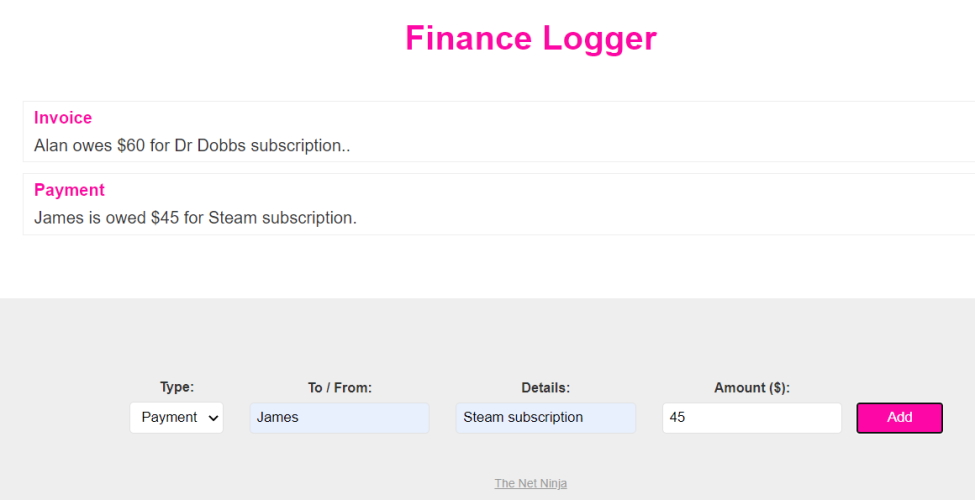 Finance Logger
Invoice
Alan owes $60 for Dr Dobbs subscription..
Payment
James is owed $45 for Steam subscription.
Type: To / From: Details: Amount ($):
Payment James Steam subscription 45 Add
The Net Ninja